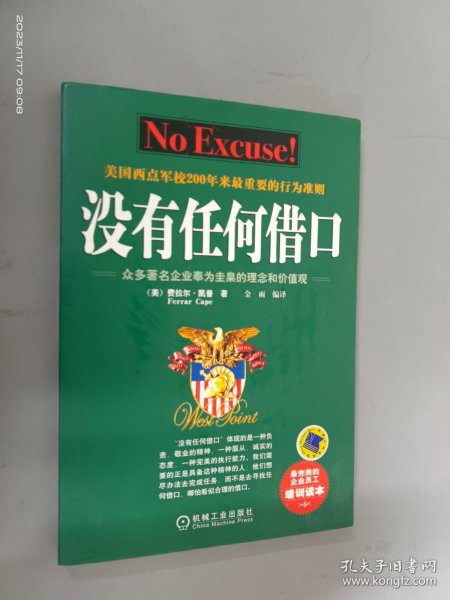 2023/11/17 09:08
No Excuse!
美国西点军校200年来最重要的行为准则
没有任何借口
众多著名企业奉为圭臬的理念和价值观
（美）费拉尔·凯普 著 金雨 编译
Ferrar Cape
West Point
“没有任何借口”体现的是一种负
责、敬业的精神，一种服从、诚实的
态度，一种完美的执行能力。我们需
要的正是具备这种精神的人：他们想
尽办法去完成任务，而不是去寻找任
何借口，哪怕看似合理的借口。
最完美的
企业员工
培训读本
机械工业出版社
China Machine Press
孔夫子旧书网
www.kongfz.com